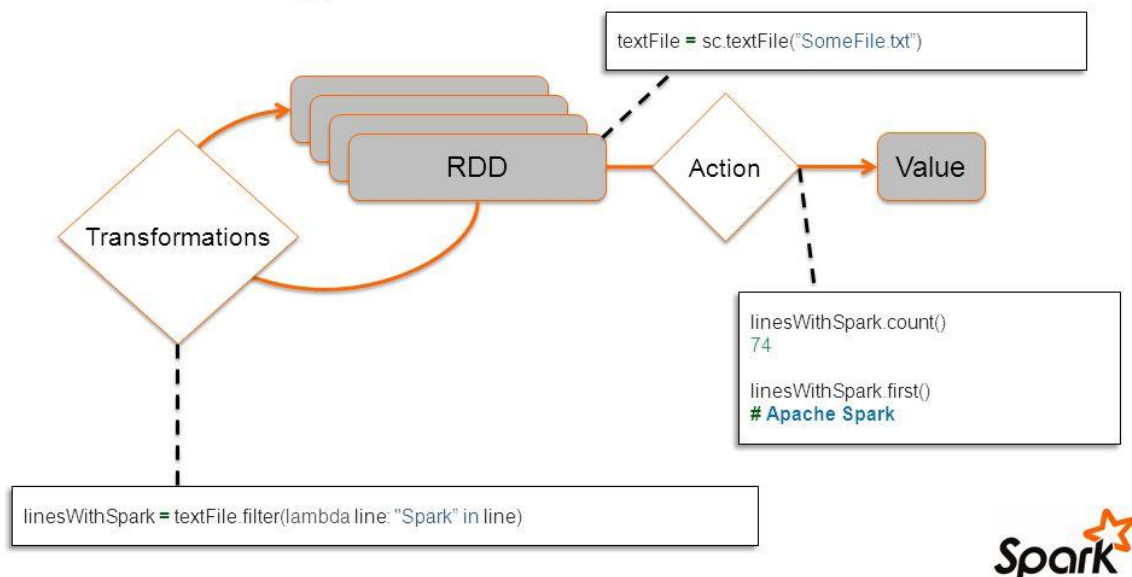 textFile = sc.textFile(”SomeFile.txt”)
RDD
Action
Value
Transformations
linesWithSpark.count()
74
linesWithSpark.first()
# Apache Spark
linesWithSpark = textFile.filter(lambda line: "Spark” in line)
Spark